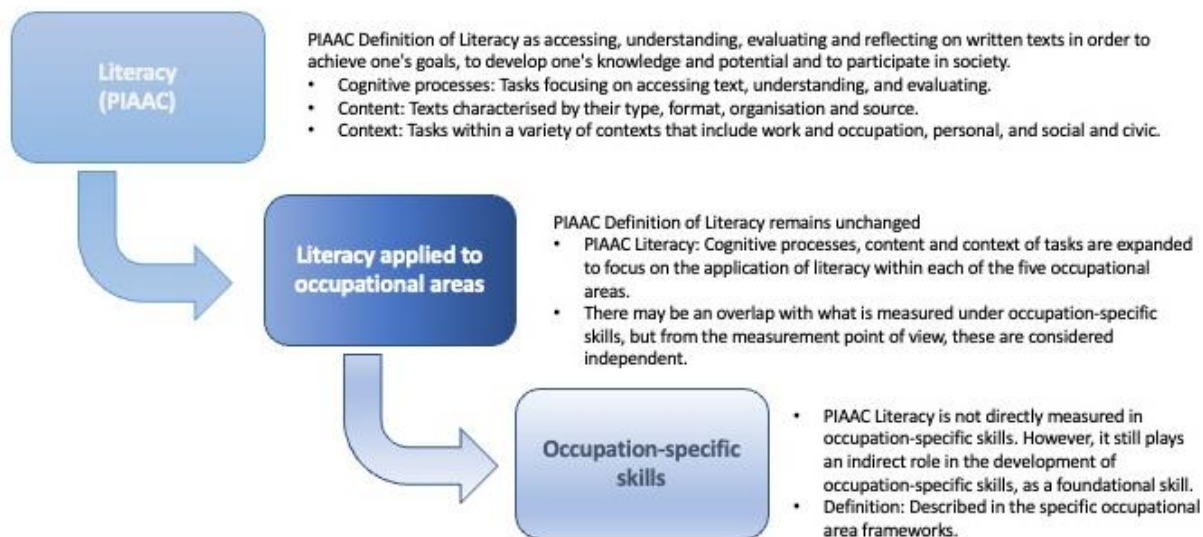 Literacy
(PIAAC)
PIAAC Definition of Literacy as accessing, understanding, evaluating and reflecting on written texts in order to
achieve one's goals, to develop one's knowledge and potential and to participate in society.
• Cognitive processes: Tasks focusing on accessing text, understanding, and evaluating.
• Content: Texts characterised by their type, format, organisation and source.
• Context: Tasks within a variety of contexts that include work and occupation, personal, and social and civic.
Literacy applied to
occupational areas
PIAAC Definition of Literacy remains unchanged
• PIAAC Literacy: Cognitive processes, content and context of tasks are expanded
to focus on the application of literacy within each of the five occupational
areas.
• There may be an overlap with what is measured under occupation-specific
skills, but from the measurement point of view, these are considered
independent.
Occupation-specific
skills
• PIAAC Literacy is not directly measured in
occupation-specific skills. However, it still plays
an indirect role in the development of
occupation-specific skills, as a foundational skill.
• Definition: Described in the specific occupational
area frameworks.